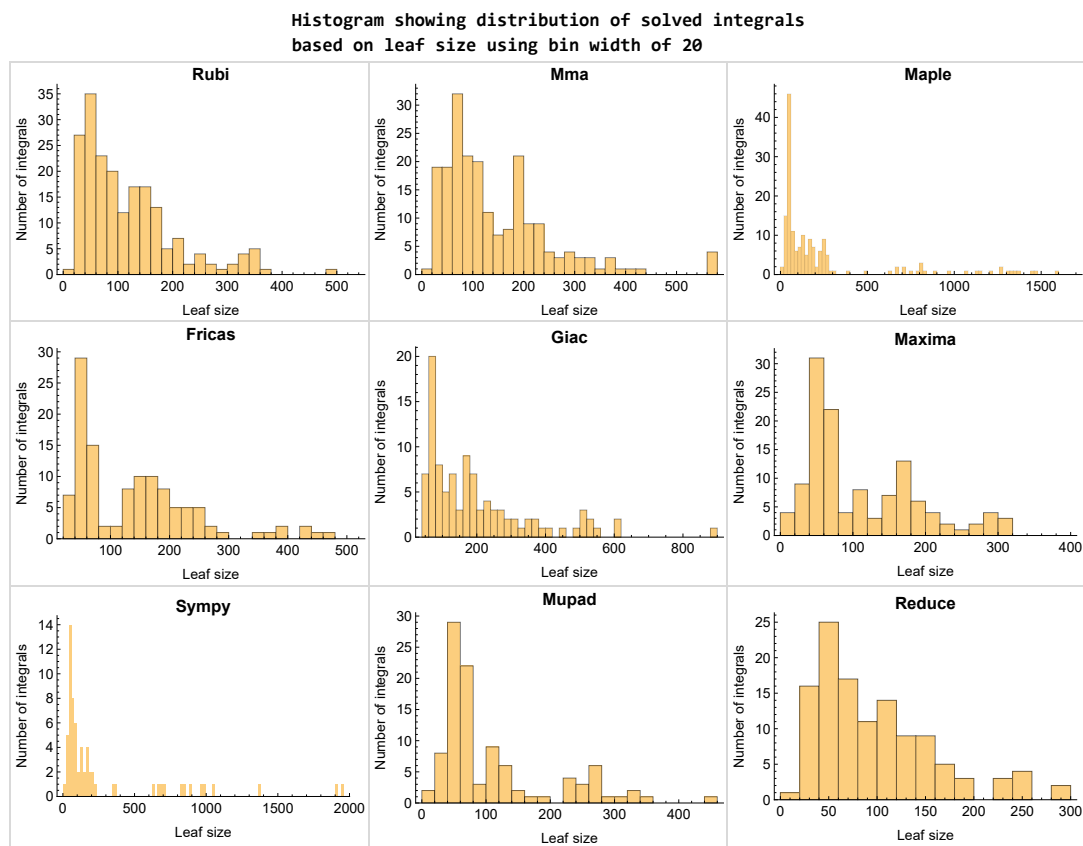 Histogram showing distribution of solved integrals
based on leaf size using bin width of 20
Rubi
Number of integrals
35
30
25
20
15
10
5
0
0 100 200 300 400 500
Leaf size
Mma
Number of integrals
30
25
20
15
10
5
0
0 100 200 300 400 500
Leaf size
Maple
Number of integrals
40
30
20
10
0
0 500 1000 1500
Leaf size
Fricas
Number of integrals
30
25
20
15
10
5
0
100 200 300 400 500
Leaf size
Giac
Number of integrals
20
15
10
5
0
200 400 600 800
Leaf size
Maxima
Number of integrals
30
25
20
15
10
5
0
0 100 200 300 400
Leaf size
Sympy
Number of integrals
14
12
10
8
6
4
2
0
0 500 1000 1500 2000
Leaf size
Mupad
Number of integrals
30
25
20
15
10
5
0
0 100 200 300 400
Leaf size
Reduce
Number of integrals
25
20
15
10
5
0
0 50 100 150 200 250 300
Leaf size